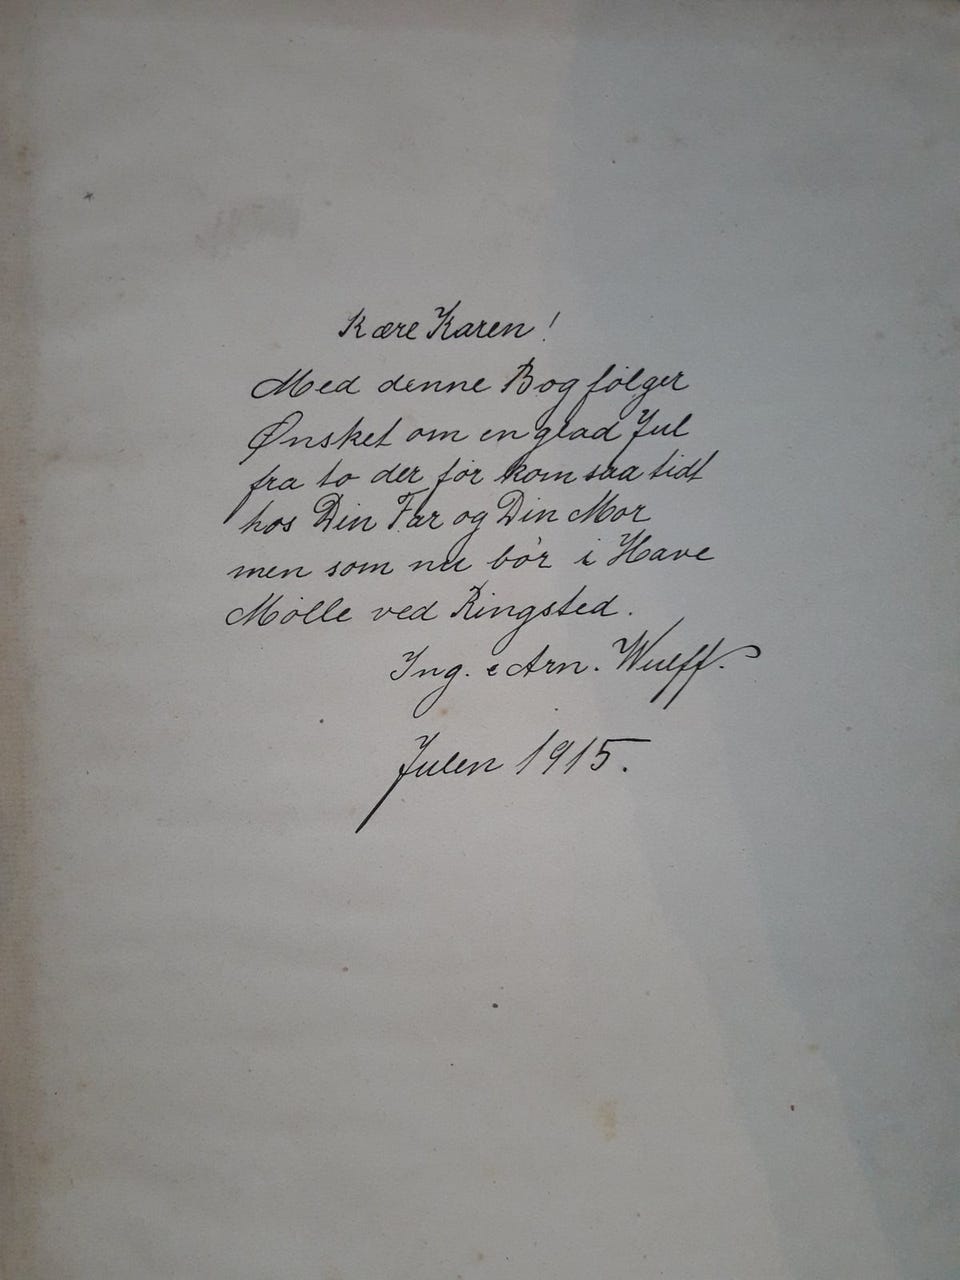 Kære Karen!
Med denne Bog følger
Ønsket om en glad Jul
fra to der før kom saa tidt
hos Din Far og Din Mor
men som nu bor i Have
Mølle ved Ringsted.
Ing. & Arn. Wulff.
Julen 1915.